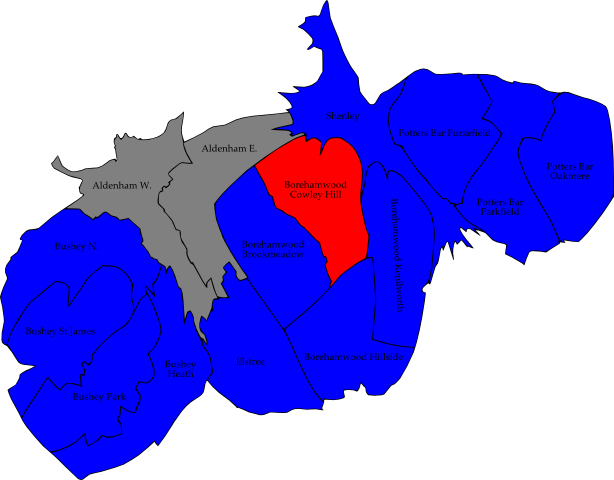 Shenley
Potters Bar Furzefield
Aldenham E.
Potters Bar
Oakmere
Aldenham W.
Borehamwood
Cowley Hill
Borehamwood Kenilworth
Potters Bar
Parkfield
Bushey N.
Borehamwood
Brookmeadow
Bushey St James
Elstree
Borehamwood Hillside
Bushey
Heath
Bushey Park